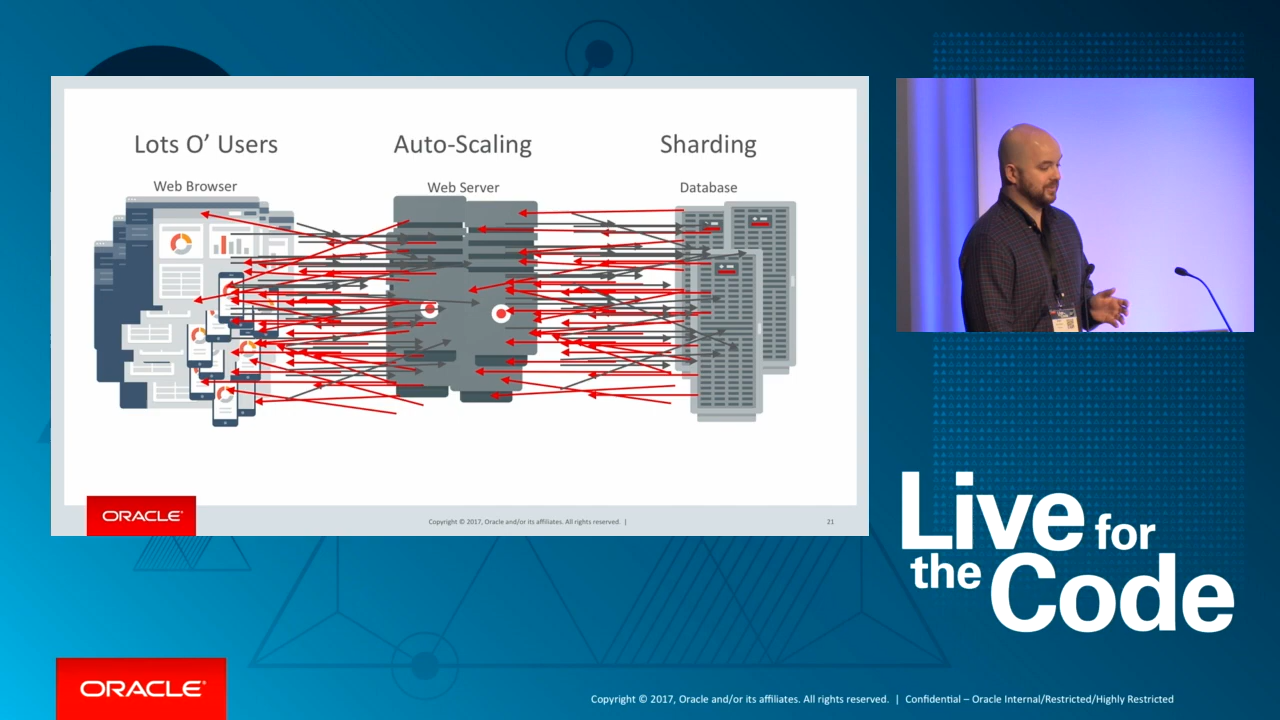 Lots O’ Users
Auto-Scaling
Sharding
Web Browser
Web Server
Database
ORACLE®
Copyright © 2017, Oracle and/or its affiliates. All rights reserved. |
21
Live for
the Code
ORACLE®
Copyright © 2017, Oracle and/or its affiliates. All rights reserved. | Confidential – Oracle Internal/Restricted/Highly Restricted